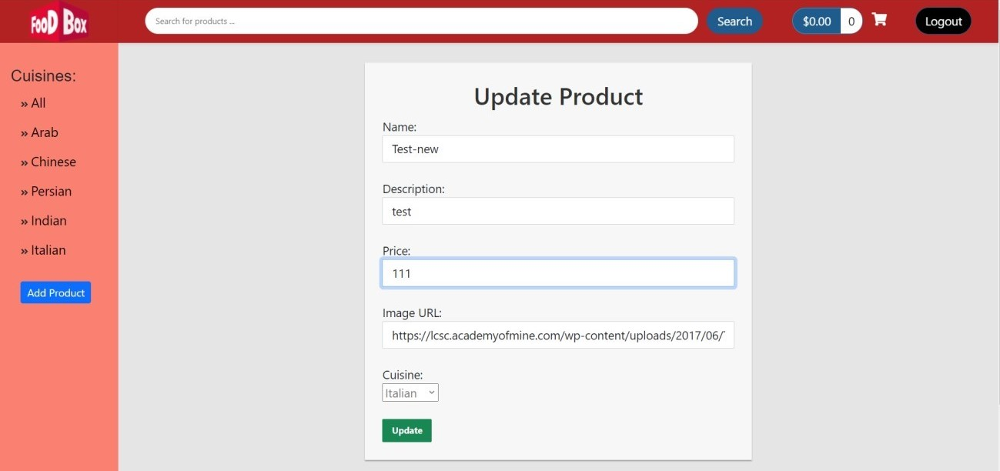 FooD Box
Search for products ...
Search
$0.00 0
Logout
Cuisines:
» All
» Arab
» Chinese
» Persian
» Indian
» Italian
Add Product
Update Product
Name:
Test-new
Description:
test
Price:
111
Image URL:
https://lcsc.academyofmine.com/wp-content/uploads/2017/06/
Cuisine:
Italian
Update